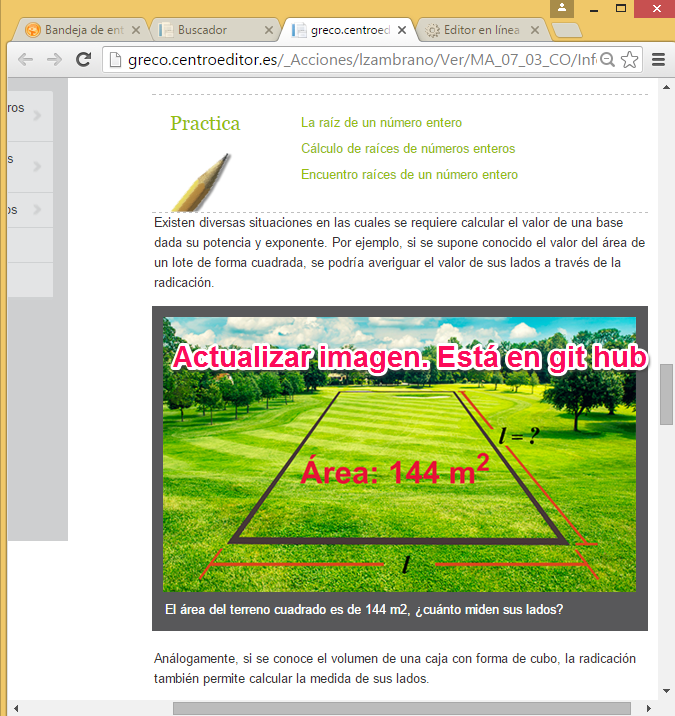 Bandeja de ent
Buscador
greco.centroed
Editor en línea
greco.centroeditor.es/_Acciones/lzambrano/Ver/MA_07_03_CO/Info
ros
s
os
Practica
La raíz de un número entero
Cálculo de raíces de números enteros
Encuentro raíces de un número entero
Existen diversas situaciones en las cuales se requiere calcular el valor de una base
dada su potencia y exponente. Por ejemplo, si se supone conocido el valor del área de
un lote de forma cuadrada, se podría averiguar el valor de sus lados a través de la
radicación.
Actualizar imagen. Está en git hub
l = ?
Área: 144 m²
l
El área del terreno cuadrado es de 144 m2, ¿cuánto miden sus lados?
Análogamente, si se conoce el volumen de una caja con forma de cubo, la radicación
también permite calcular la medida de sus lados.